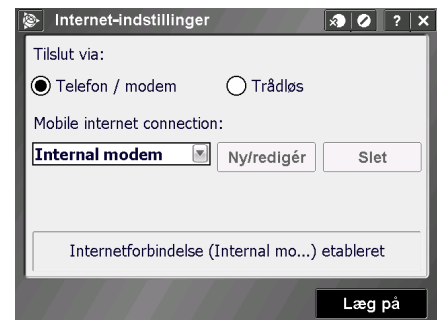 Internet-indstillinger ? ×
Tilslut via:
Telefon / modem Trådløs
Mobile internet connection:
Internal modem Ny/redigér Slet
Internetforbindelse (Internal mo...) etableret
Læg på